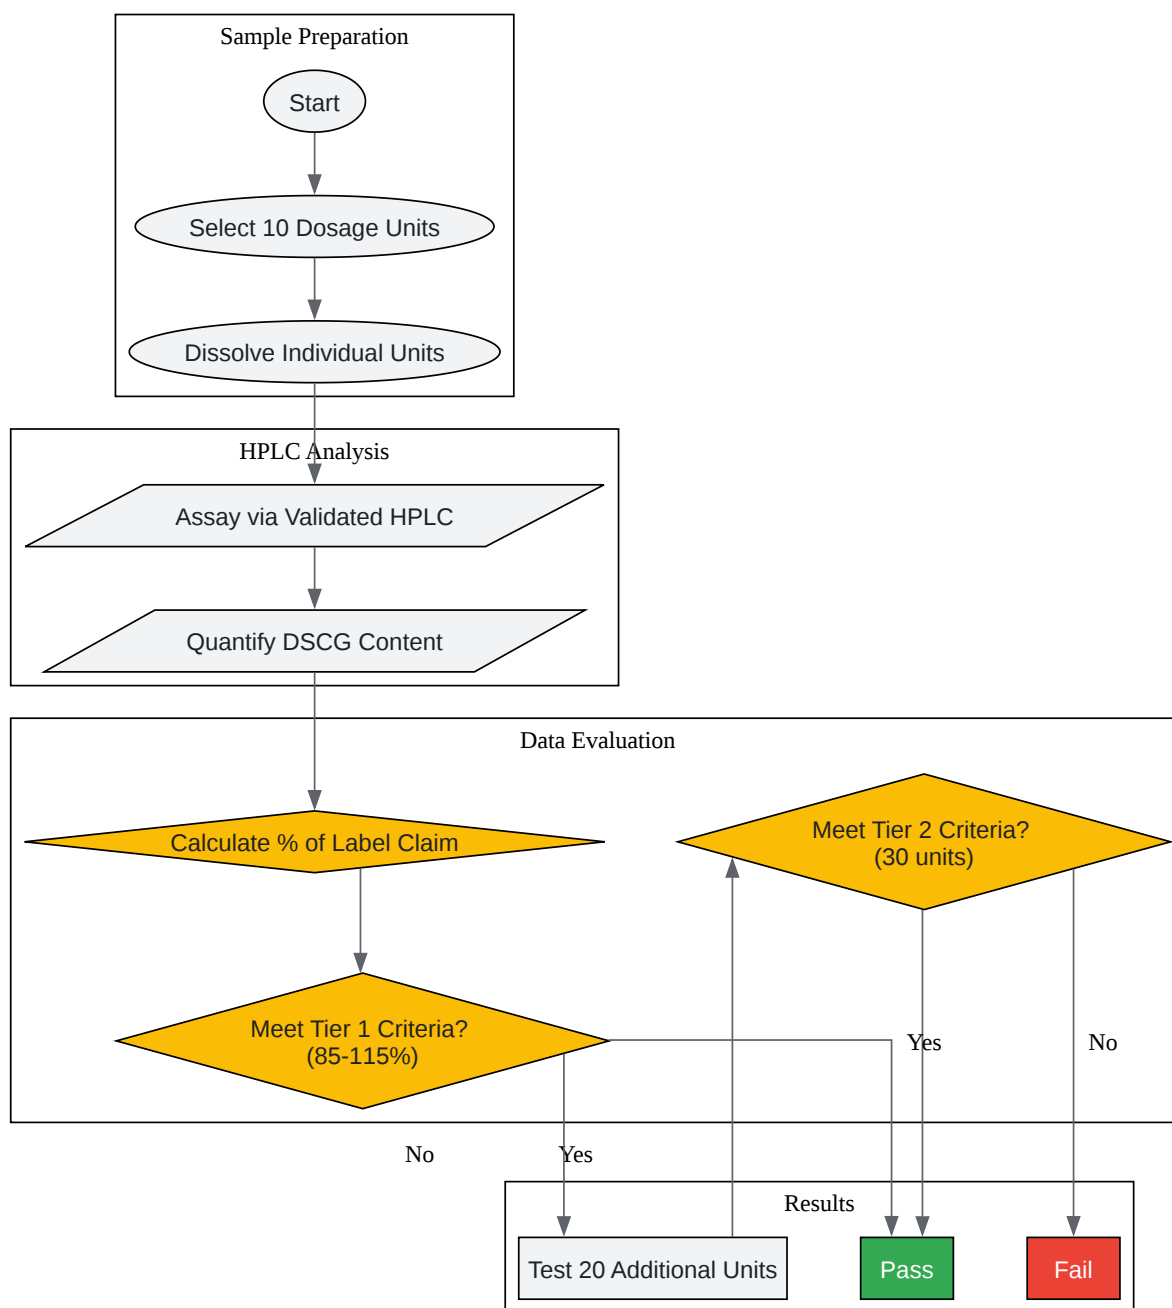 Sample Preparation
Start
Select 10 Dosage Units
Dissolve Individual Units
HPLC Analysis
Assay via Validated HPLC
Quantify DSCG Content
Data Evaluation
Calculate % of Label Claim
Meet Tier 2 Criteria?
(30 units)
Meet Tier 1 Criteria?
(85-115%)
Yes
No
No
Yes
Results
Test 20 Additional Units
Pass
Fail